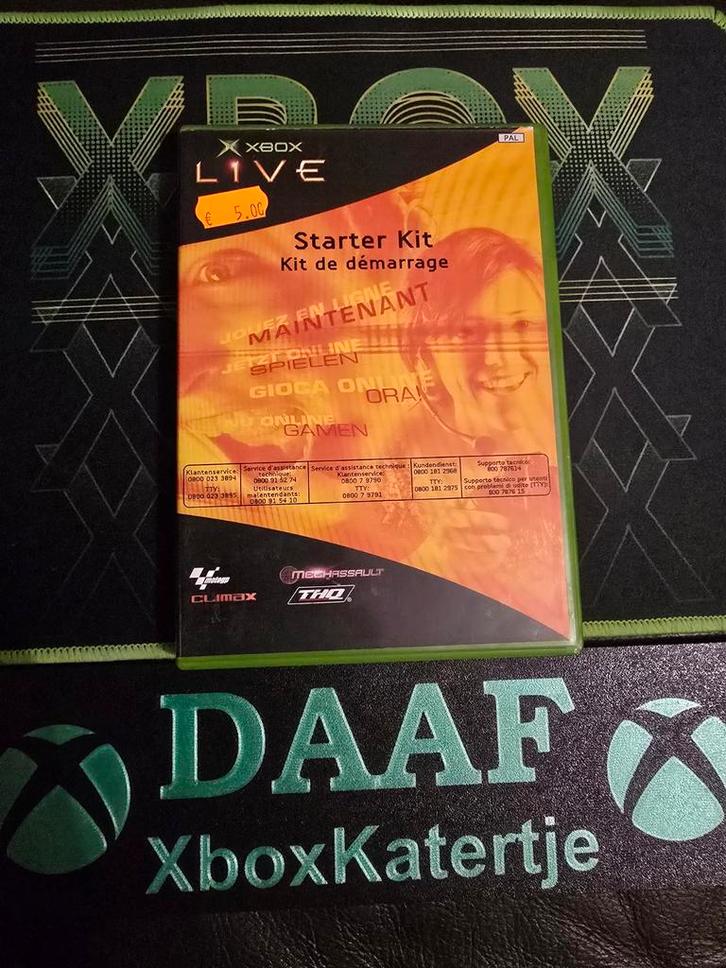 XBOX
PAL
XBOX
LIVE
€ 5.00
Starter Kit
Kit de démarrage
JOUEZ EN LIGNE
MAINTENANT
JETZT ONLINE
SPIELEN
GIOCA ONLINE
ORA!
NU ONLINE
GAMEN
Klantenservice:
0800 023 3894
TTY:
0800 023 3895
Service d'assistance
technique:
0800 91 52 74
Utilisateurs
malentendants:
0800 91 54 10
Service d'assistance technique /
Klantenservice:
0800 7 9790
TTY:
0800 7 9791
Kundendienst:
0800 181 2968
TTY:
0800 181 2975
Supporto tecnico:
800 787614
Supporto tecnico per utenti
con problemi di udito (TTY):
800 7876 15
motogp
CLIMAX
MECHASSAULT
THQ
DAAF
XboxKatertje